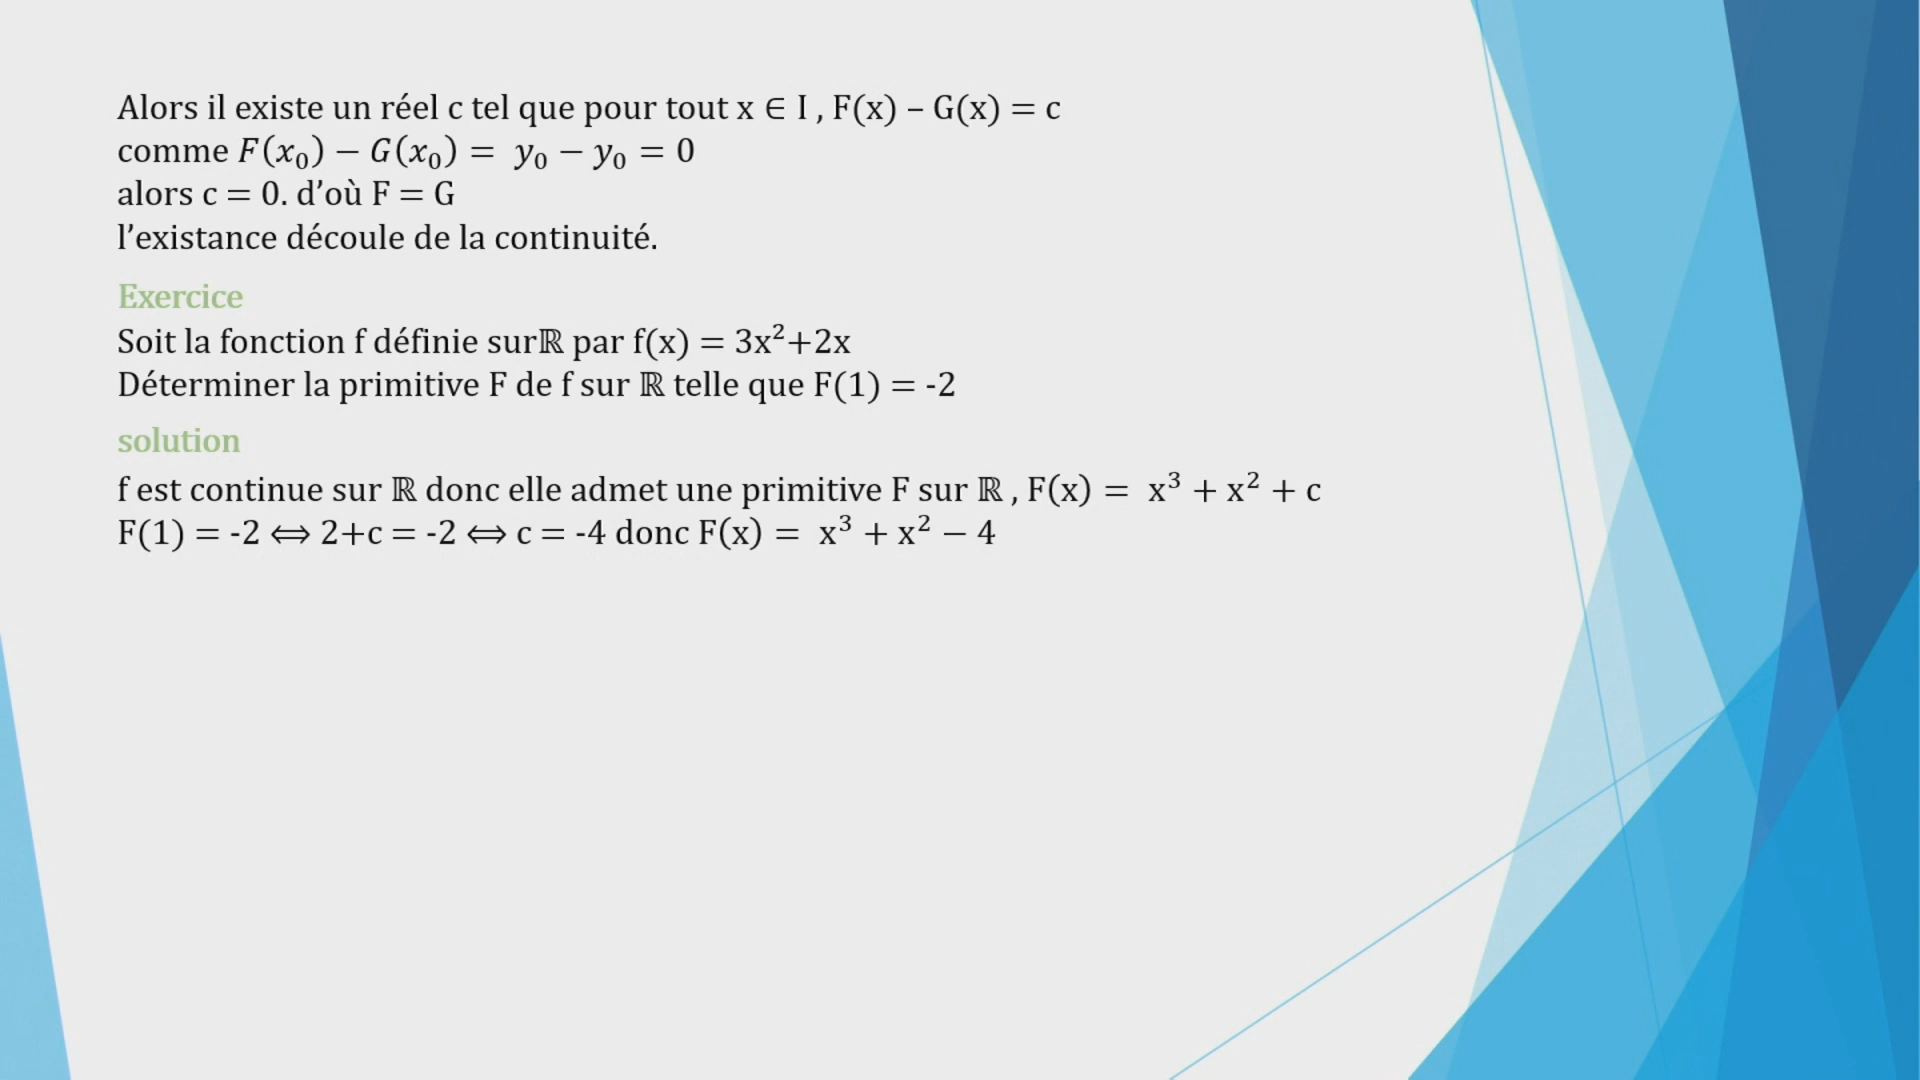 Alors il existe un réel c tel que pour tout x ∈ I , F(x) – G(x) = c
comme F(x₀) − G(x₀) = y₀ − y₀ = 0
alors c = 0. d’où F = G
l’existance découle de la continuité.
Exercice
Soit la fonction f définie surℝ par f(x) = 3x²+2x
Déterminer la primitive F de f sur ℝ telle que F(1) = -2
solution
f est continue sur ℝ donc elle admet une primitive F sur ℝ , F(x) = x³ + x² + c
F(1) = -2 ⟺ 2+c = -2 ⟺ c = -4 donc F(x) = x³ + x² − 4